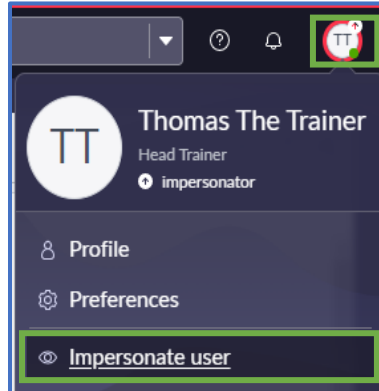 TT
TT
Thomas The Trainer
Head Trainer
impersonator
Profile
Preferences
Impersonate user